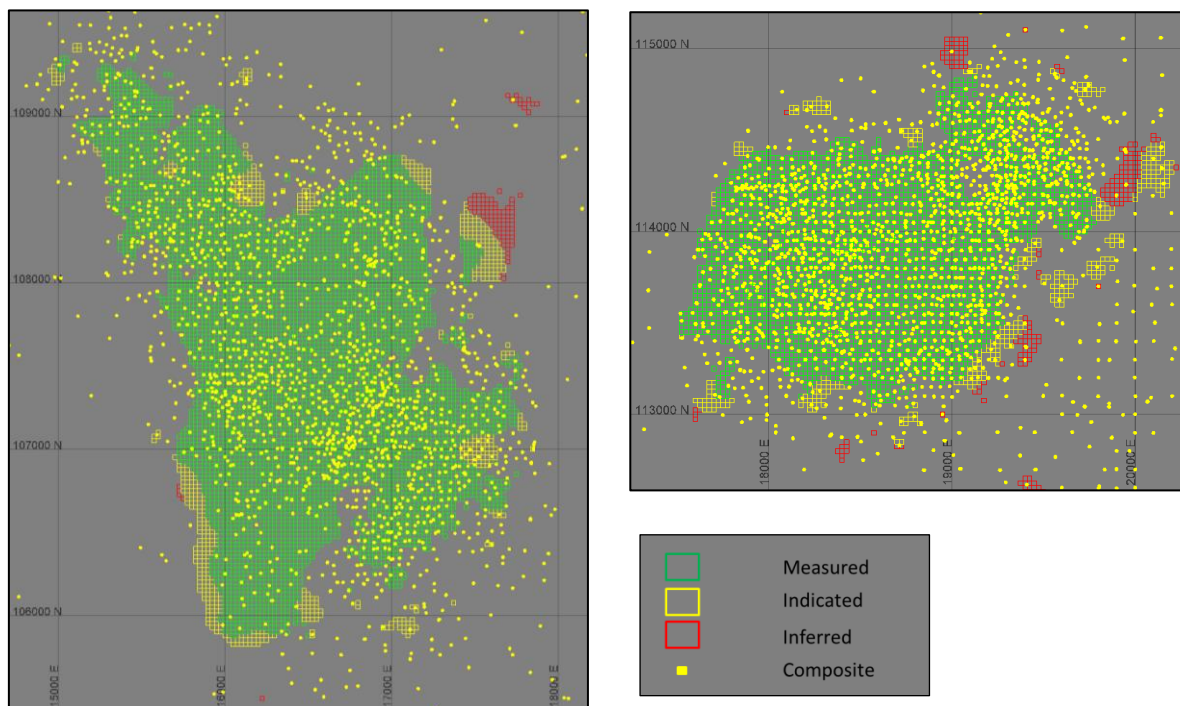 109000 N
108000 N
107000 N
106000 N
15000 E
16000 E
17000 E
18000 E
115000 N
114000 N
113000 N
18000 E
19000 E
20000 E
Measured
Indicated
Inferred
Composite